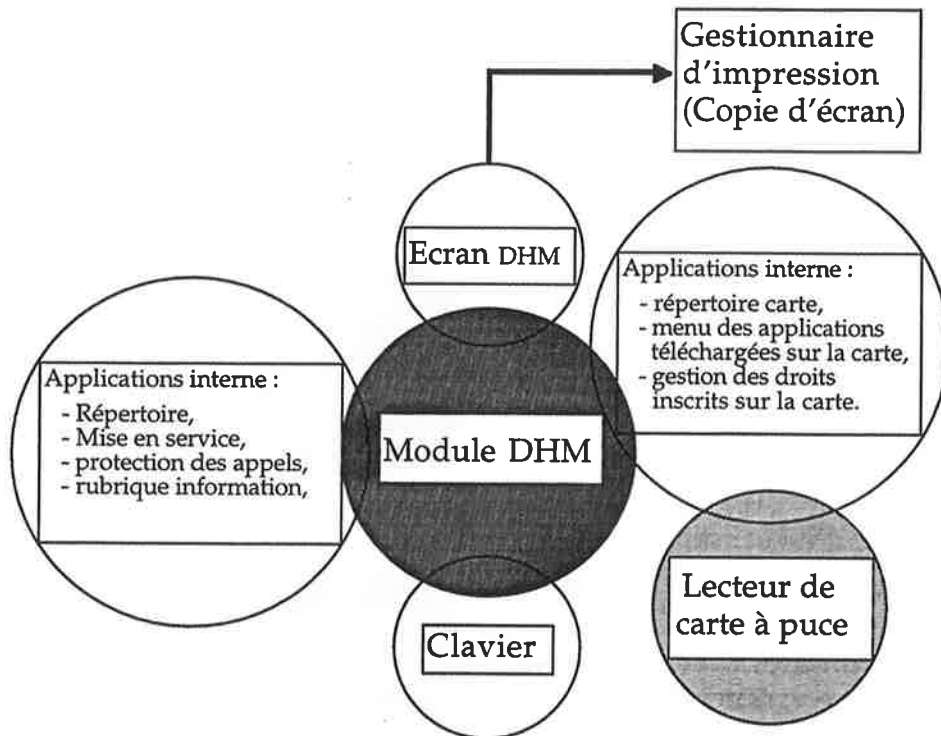 Gestionnaire
d'impression
(Copie d'écran)
Ecran DHM
Applications interne :
- répertoire carte,
- menu des applications
téléchargées sur la carte,
- gestion des droits
inscrits sur la carte.
Applications interne :
- Répertoire,
- Mise en service,
- protection des appels,
- rubrique information,
Module DHM
Lecteur de
carte à puce
Clavier